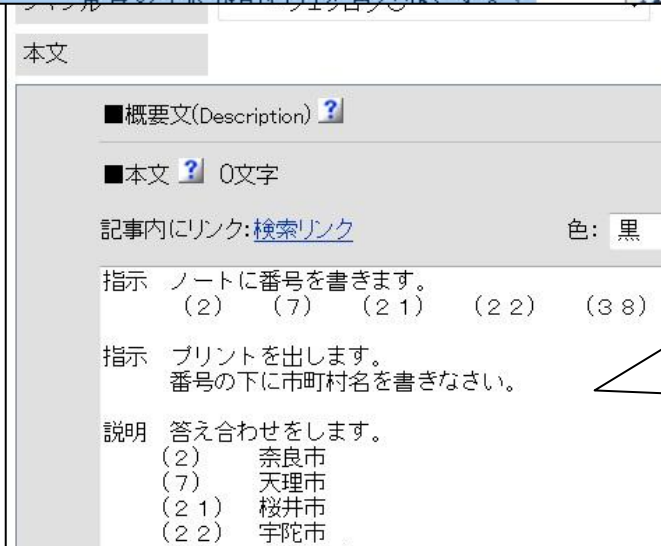 本文
■概要文(Description) ?
■本文 ? 0文字
記事内にリンク:検索リンク 色: 黒
指示 ノートに番号を書きます。
(2) (7) (21) (22) (38)
指示 プリントを出します。
番号の下に市町村名を書きなさい。
説明 答え合わせをします。
(2) 奈良市
(7) 天理市
(21) 桜井市
(22) 宇陀市